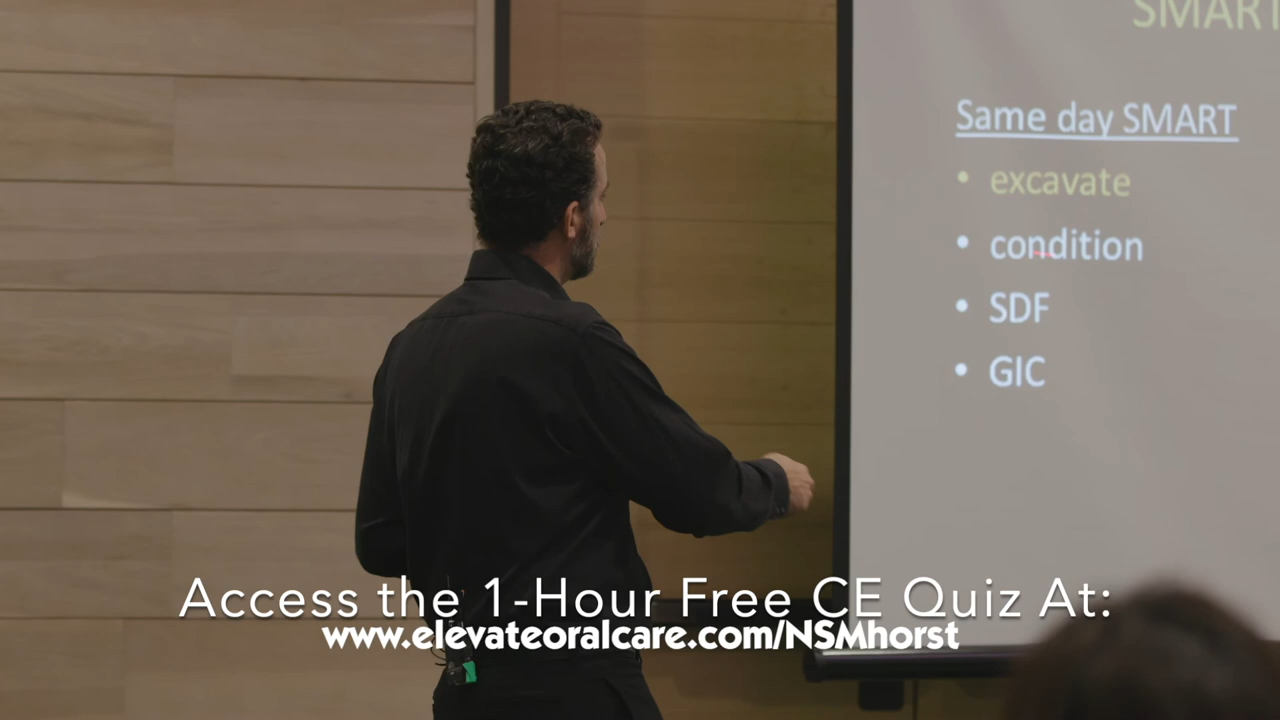 SMART
Same day SMART
• excavate
• condition
• SDF
• GIC
Access the 1-Hour Free CE Quiz At:
www.elevateoralcare.com/NSMhorst